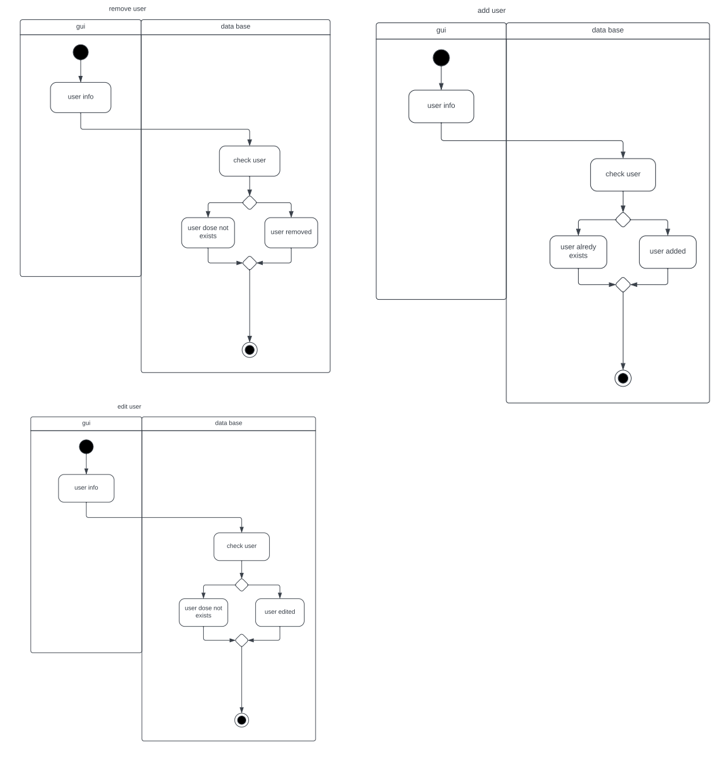 remove user
gui
data base
user info
check user
user dose not
exists
user removed
add user
gui
data base
user info
check user
user alredy
exists
user added
edit user
gui
data base
user info
check user
user dose not
exists
user edited